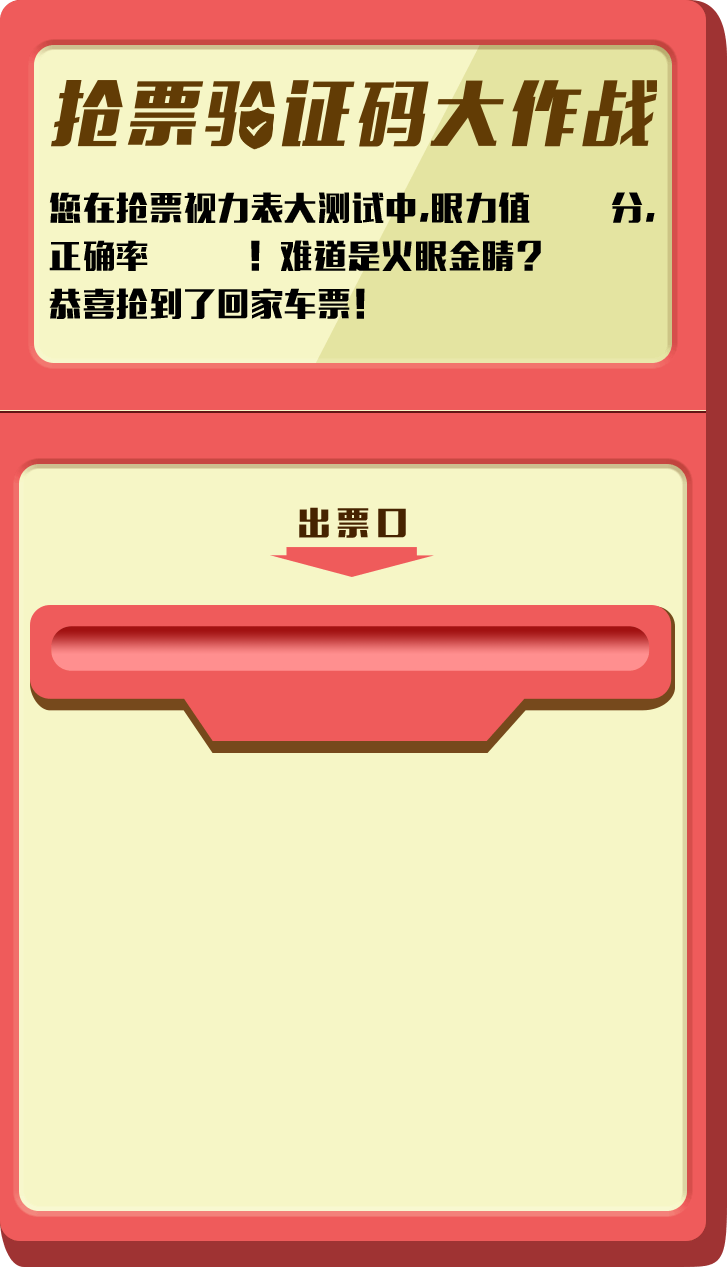 抢票验证码大作战
您在抢票视力表大测试中,眼力值 分,
正确率 ！难道是火眼金睛？
恭喜抢到了回家车票！
出票口